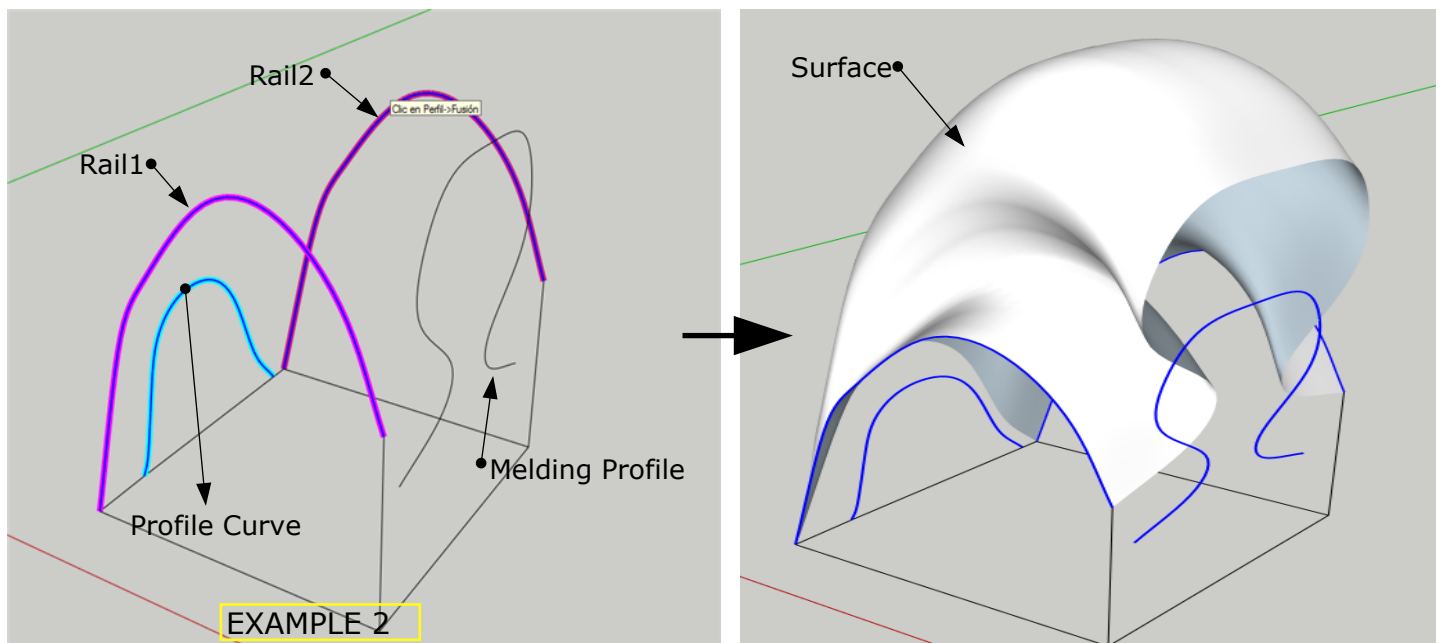 Rail2
Clic en Perfil->Fusión
Rail1
Melding Profile
Profile Curve
EXAMPLE 2
Surface